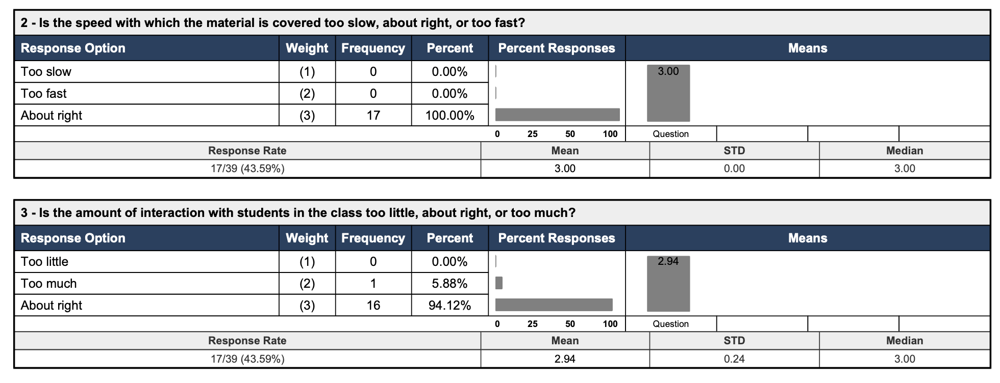 2 - Is the speed with which the material is covered too slow, about right, or too fast?
Response Option Weight Frequency Percent Percent Responses Means
Too slow (1) 0 0.00% 3.00
Too fast (2) 0 0.00%
About right (3) 17 100.00%
0 25 50 100 Question
Response Rate Mean STD Median
17/39 (43.59%) 3.00 0.00 3.00
3 - Is the amount of interaction with students in the class too little, about right, or too much?
Response Option Weight Frequency Percent Percent Responses Means
Too little (1) 0 0.00% 2.94
Too much (2) 1 5.88%
About right (3) 16 94.12%
0 25 50 100 Question
Response Rate Mean STD Median
17/39 (43.59%) 2.94 0.24 3.00